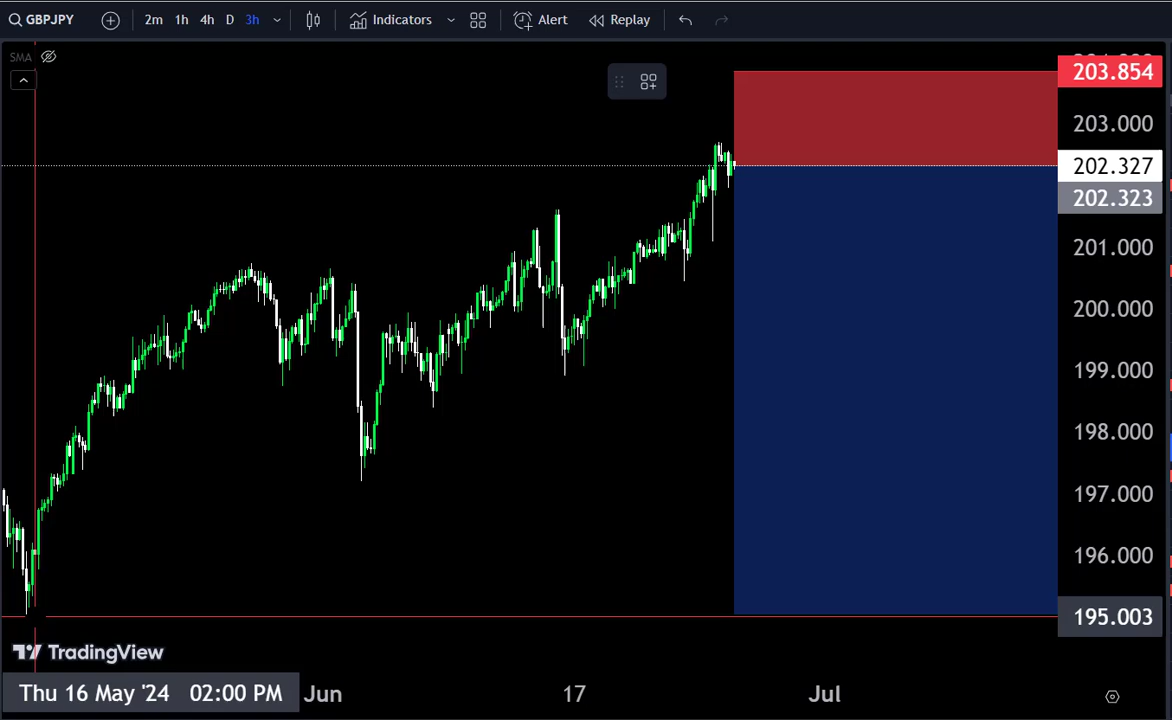 GBPJPY 2m 1h 4h D 3h Indicators Alert Replay
SMA
203.854
203.000
202.327
202.323
201.000
200.000
199.000
198.000
197.000
196.000
195.003
TradingView
Thu 16 May '24 02:00 PM Jun 17 Jul